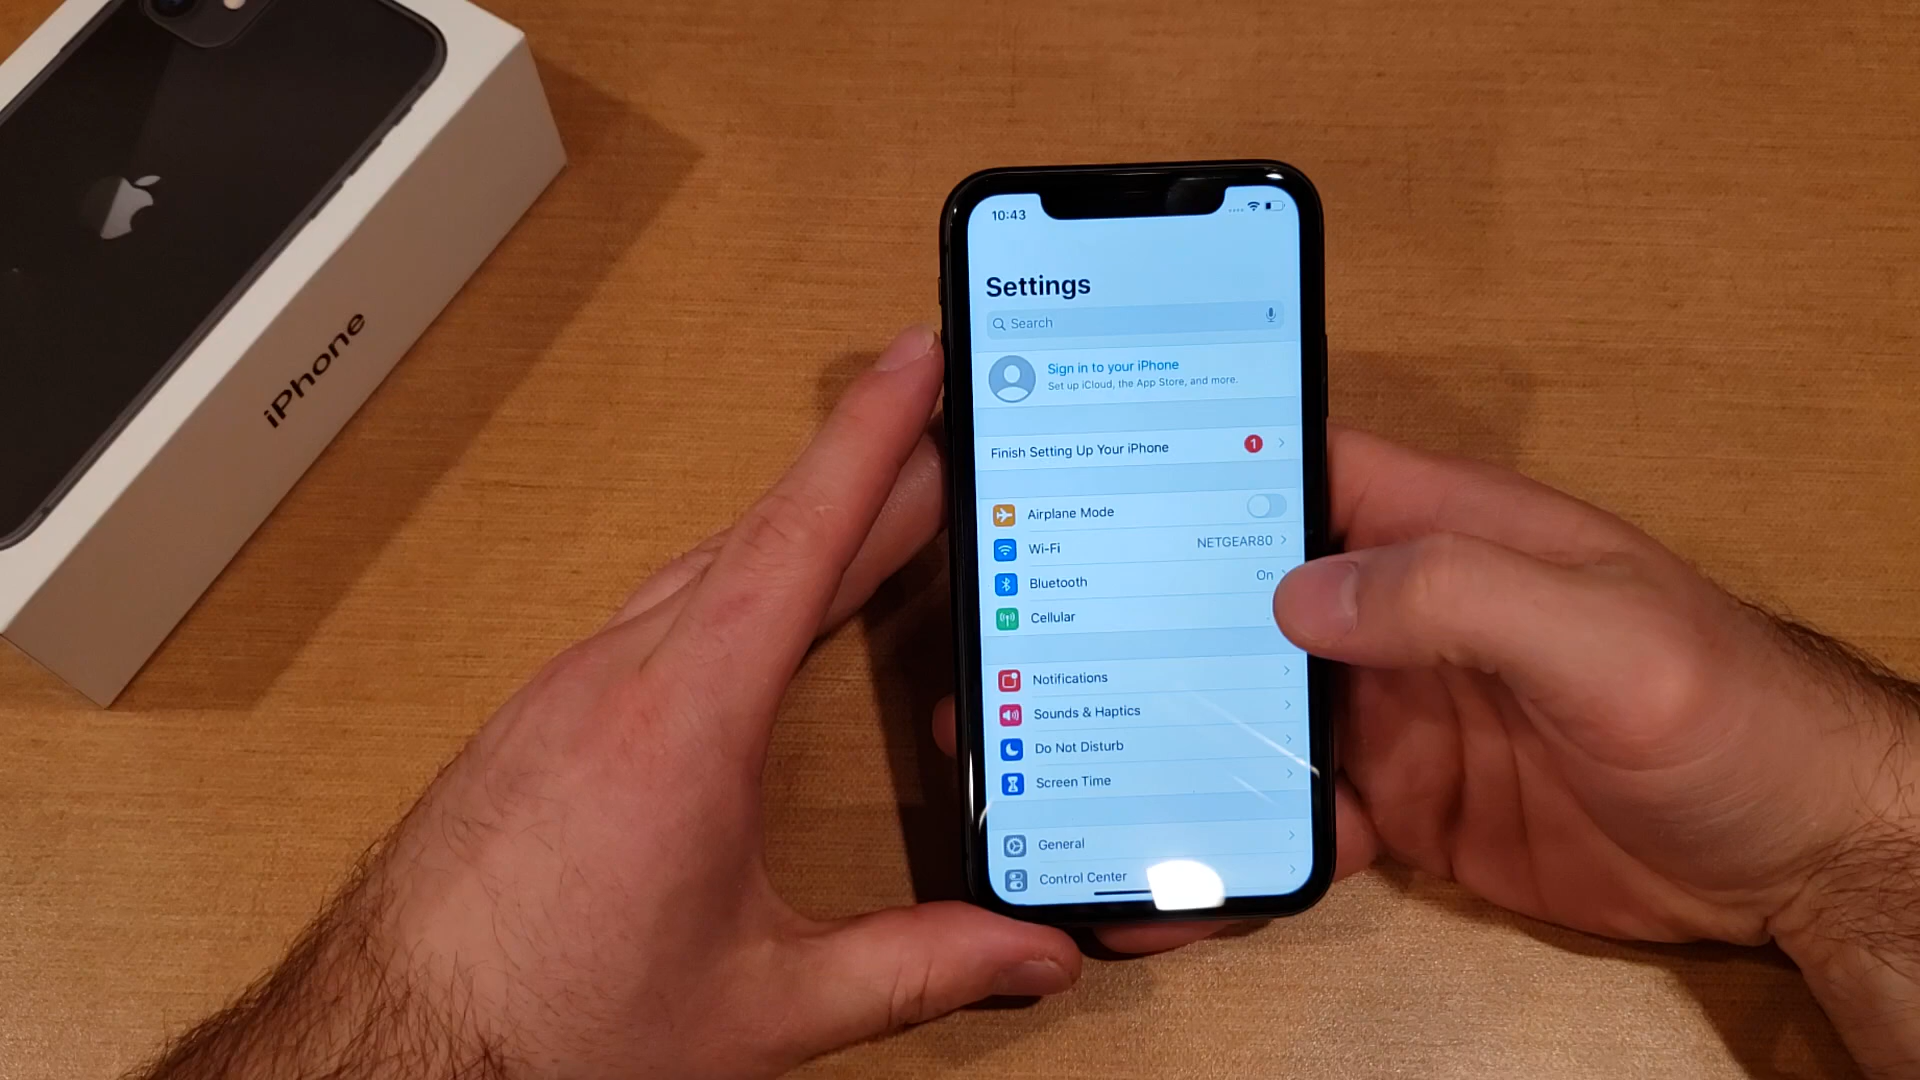 iPhone
10:43
Settings
Search
Sign in to your iPhone
Set up iCloud, the App Store, and more.
Finish Setting Up Your iPhone 1
Airplane Mode
Wi-Fi NETGEAR80
Bluetooth On
Cellular
Notifications
Sounds & Haptics
Do Not Disturb
Screen Time
General
Control Center